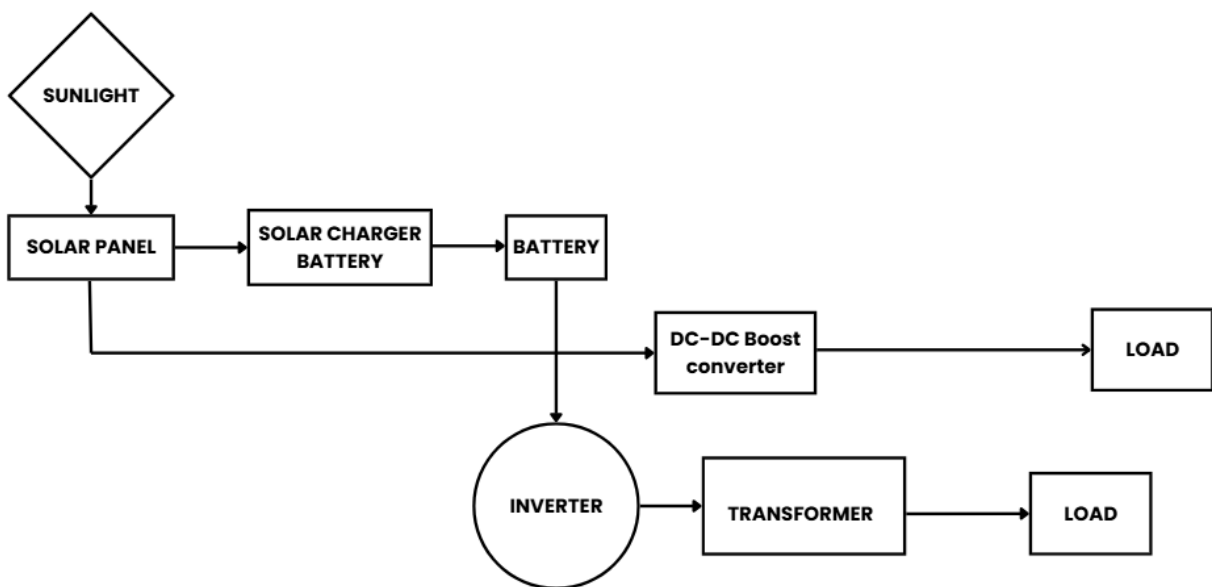 SUNLIGHT
SOLAR PANEL
SOLAR CHARGER
BATTERY
BATTERY
DC-DC Boost
converter
LOAD
INVERTER
TRANSFORMER
LOAD